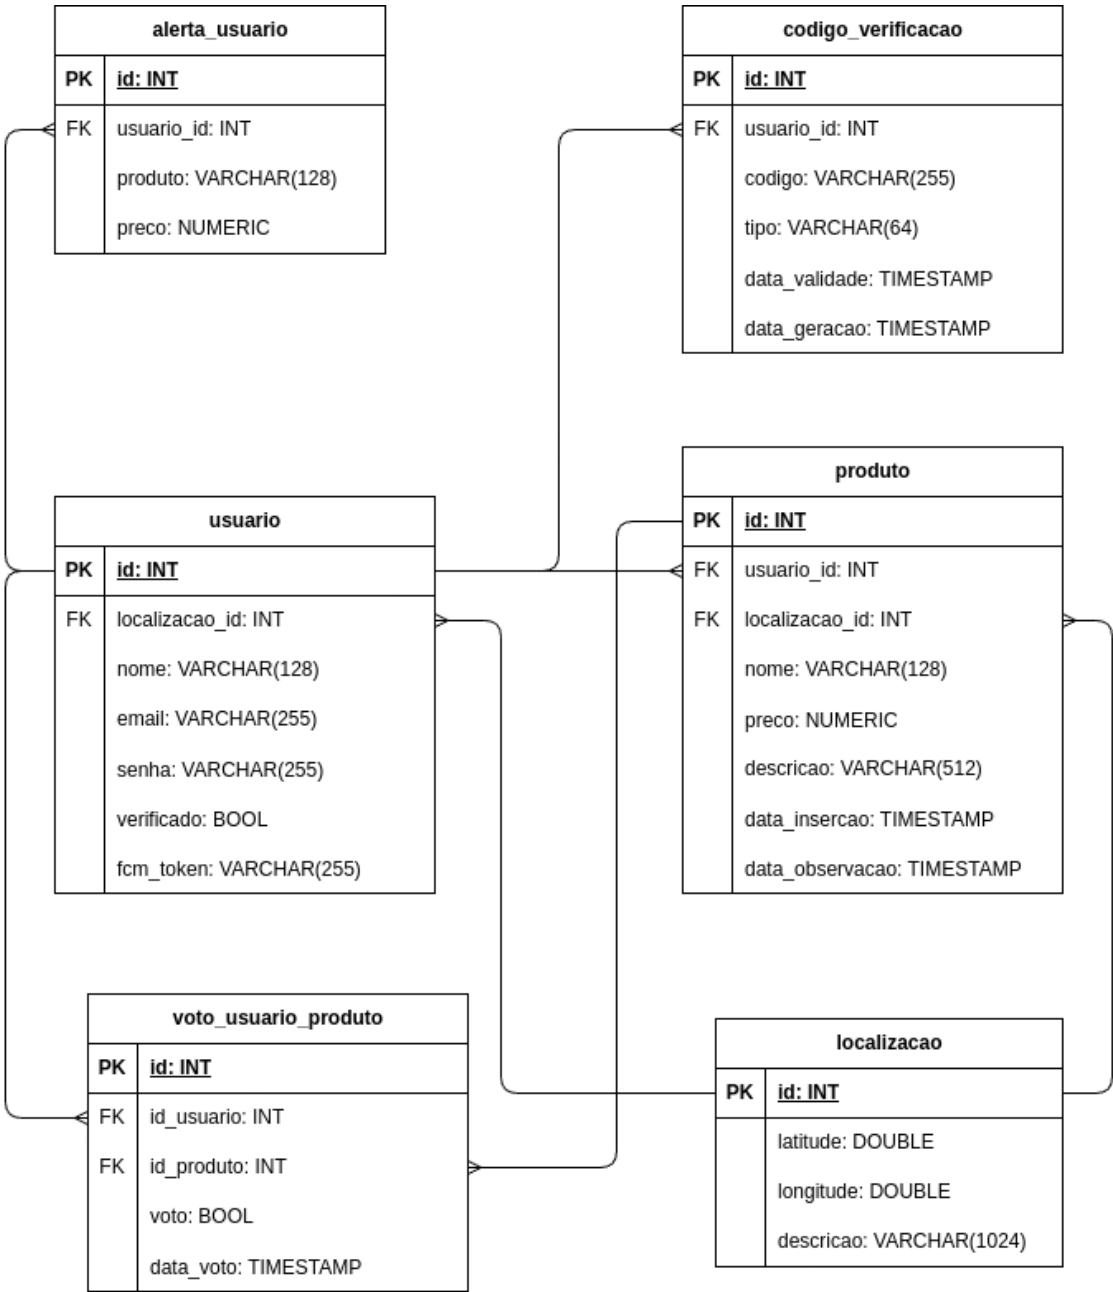 alerta_usuario
PK id: INT
FK usuario_id: INT
produto: VARCHAR(128)
preco: NUMERIC
codigo_verificacao
PK id: INT
FK usuario_id: INT
codigo: VARCHAR(255)
tipo: VARCHAR(64)
data_validade: TIMESTAMP
data_geracao: TIMESTAMP
usuario
PK id: INT
FK localizacao_id: INT
nome: VARCHAR(128)
email: VARCHAR(255)
senha: VARCHAR(255)
verificado: BOOL
fcm_token: VARCHAR(255)
produto
PK id: INT
FK usuario_id: INT
FK localizacao_id: INT
nome: VARCHAR(128)
preco: NUMERIC
descricao: VARCHAR(512)
data_insercao: TIMESTAMP
data_observacao: TIMESTAMP
voto_usuario_produto
PK id: INT
FK id_usuario: INT
FK id_produto: INT
voto: BOOL
data_voto: TIMESTAMP
localizacao
PK id: INT
latitude: DOUBLE
longitude: DOUBLE
descricao: VARCHAR(1024)